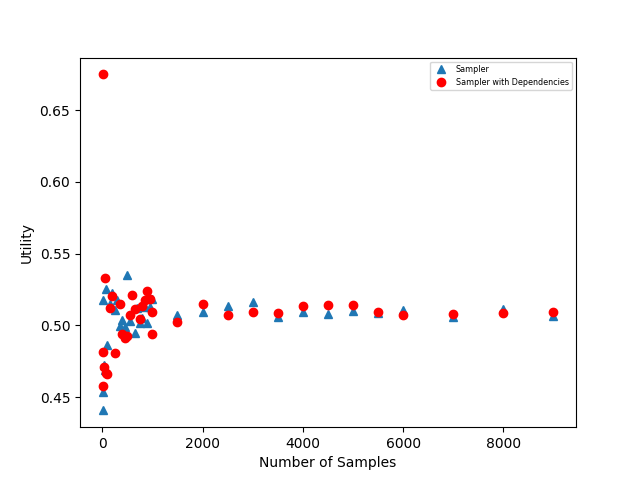 Sampler
Sampler with Dependencies
0.65
0.60
0.55
0.50
0.45
Utility
0 2000 4000 6000 8000
Number of Samples